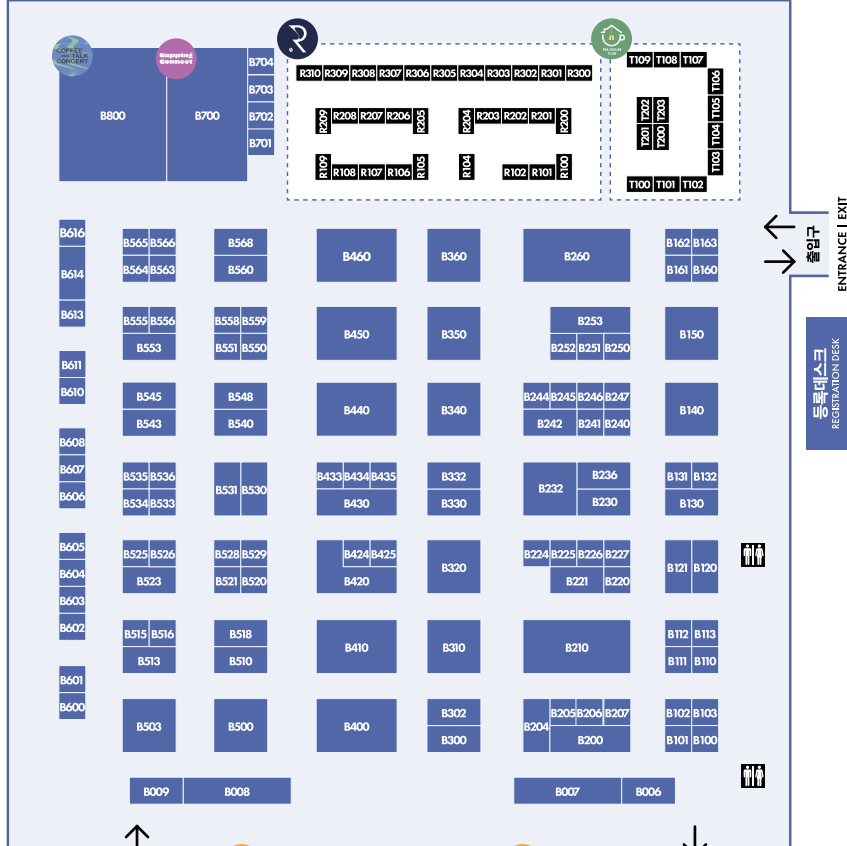 COFFEE AND TALK CONCERT
Cupping Connect
R
TEA HOUSE CLUB
B800
B700
B704
B703
B702
B701
R310 R309 R308 R307 R306 R305 R304 R303 R302 R301 R300
R209 R208 R207 R206 R205
R204 R203 R202 R201 R200
R109 R108 R107 R106 R105
R104 R102 R101 R100
T109 T108 T107
T106
T105
T104
T103
T202 T203
T201 T200
T100 T101 T102
출입구
ENTRANCE | EXIT
등록데스크
REGISTRATION DESK
B616
B614
B613
B611
B610
B608
B607
B606
B605
B604
B603
B602
B601
B600
B565 B566
B564 B563
B568
B560
B460
B360
B260
B162 B163
B161 B160
B555 B556
B553
B558 B559
B551 B550
B450
B350
B253
B252 B251 B250
B150
B545
B543
B548
B540
B440
B340
B244 B245 B246 B247
B242 B241 B240
B140
B535 B536
B534 B533
B531 B530
B433 B434 B435
B430
B332
B330
B232
B236
B230
B131 B132
B130
B525 B526
B523
B528 B529
B521 B520
B424 B425
B420
B320
B224 B225 B226 B227
B221 B220
B121 B120
B515 B516
B513
B518
B510
B410
B310
B210
B112 B113
B111 B110
B503
B500
B400
B302
B300
B204
B205 B206 B207
B200
B102 B103
B101 B100
B009 B008
B007 B006